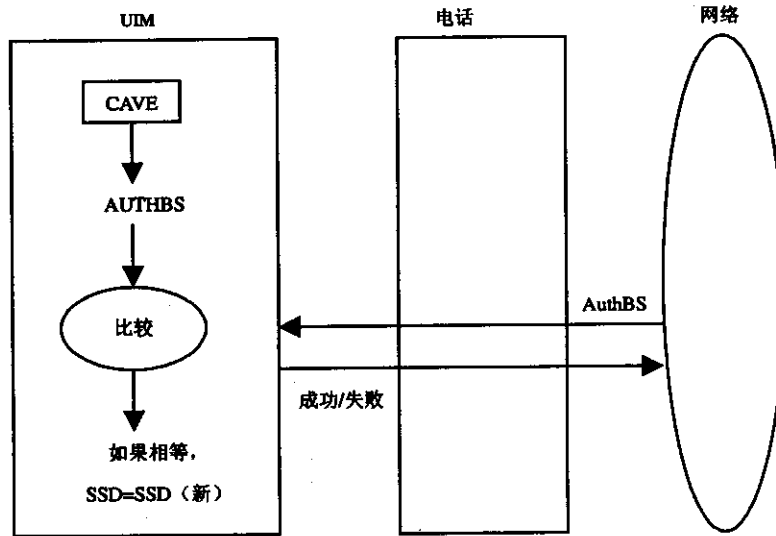 UIM
电话
网络
CAVE
AUTHBS
AuthBS
比较
成功/失败
如果相等，
SSD=SSD（新）